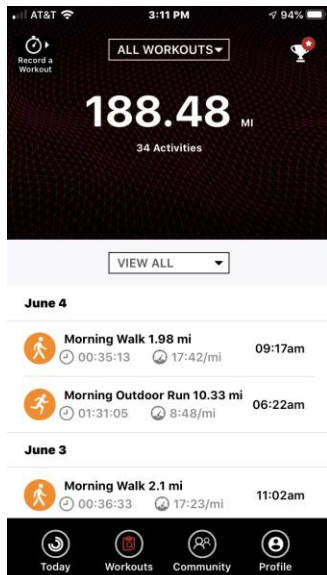 AT&T 3:11 PM 94%
Record a
Workout
ALL WORKOUTS
188.48 MI
34 Activities
VIEW ALL
June 4
Morning Walk 1.98 mi
00:35:13 17:42/mi
09:17am
Morning Outdoor Run 10.33 mi
01:31:05 8:48/mi
06:22am
June 3
Morning Walk 2.1 mi
00:36:33 17:23/mi
11:02am
Today Workouts Community Profile